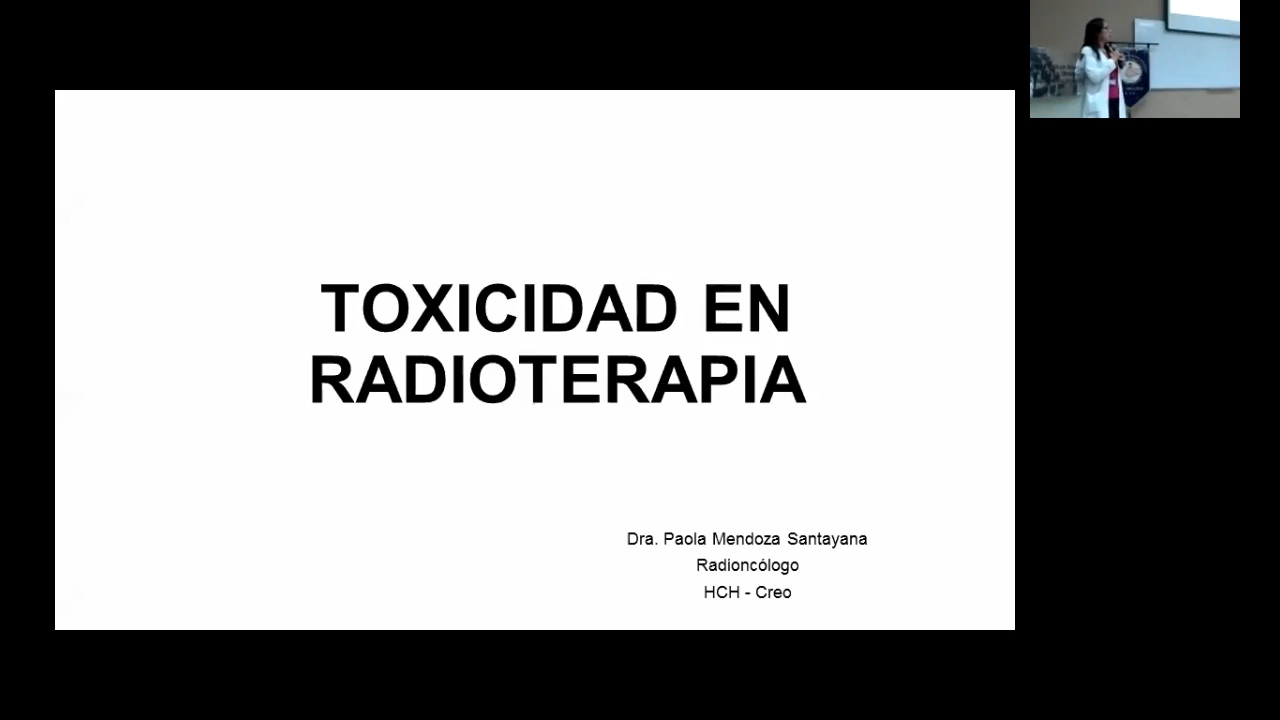 TOXICIDAD EN
RADIOTERAPIA
Dra. Paola Mendoza Santayana
Radioncólogo
HCH - Creo